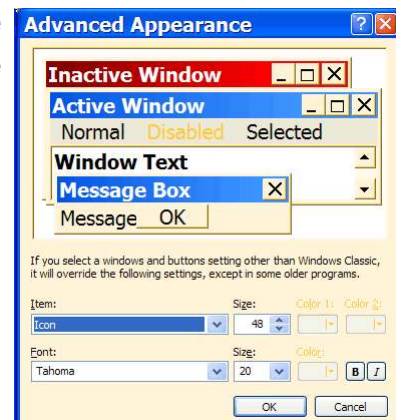 Advanced Appearance
Inactive Window
Active Window
Normal Disabled Selected
Window Text
Message Box
Message OK
If you select a windows and buttons setting other than Windows Classic,
it will override the following settings, except in some older programs.
Item: Size: Color 1: Color 2:
Icon 48
Font: Size: Color:
Tahoma 20 B I
OK Cancel